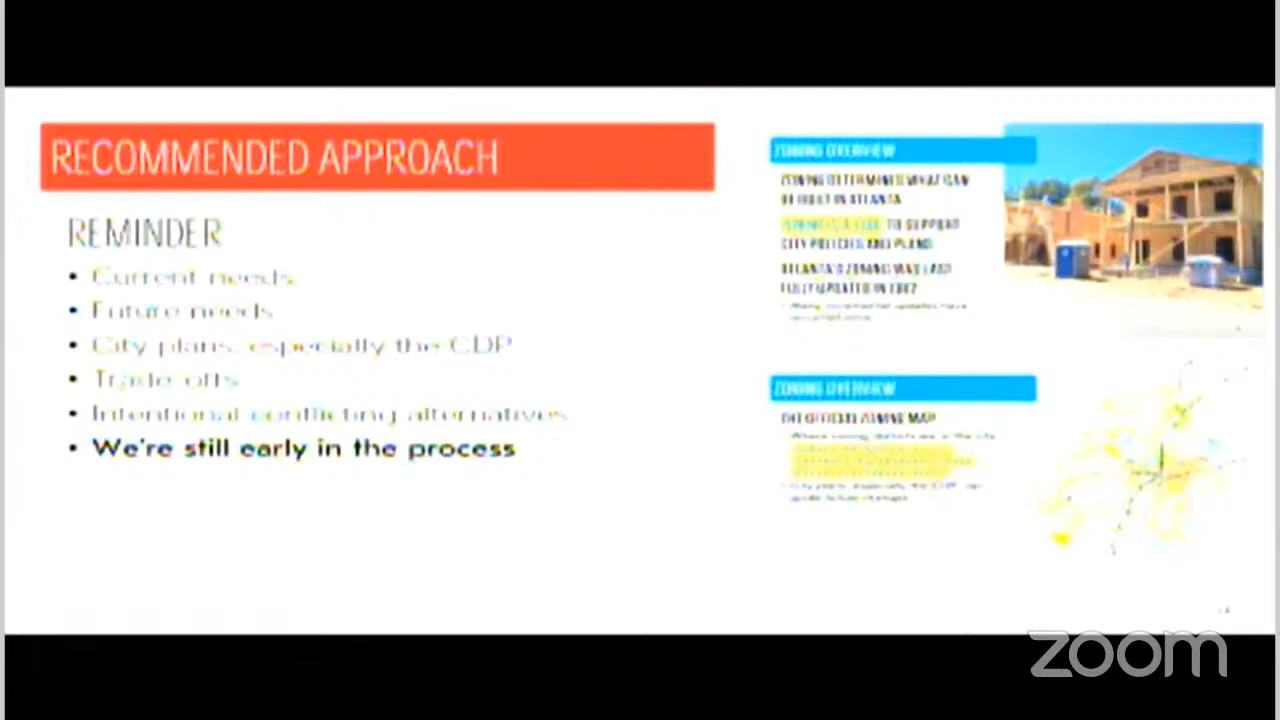 RECOMMENDED APPROACH
REMINDER
• Current needs
• Future needs
• City plans, especially the CDP
• Trade-offs
• Intentional conflicting alternatives
• We're still early in the process
ZONING OVERVIEW
ZONING DETERMINES WHAT CAN
BE BUILT IN ATLANTA
TO SUPPORT
CITY POLICIES AND PLANS
ATLANTA'S ZONING WAS LAST
FULLY UPDATED IN 1982
ZONING OVERVIEW
THE OFFICIAL ZONING MAP
zoom